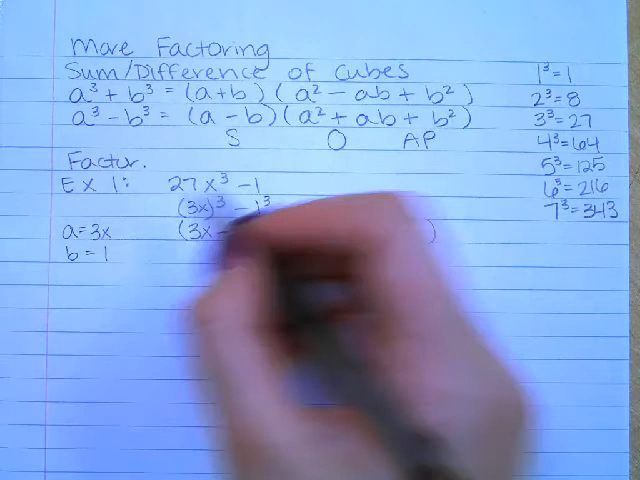 More Factoring
Sum/Difference of Cubes
a³ + b³ = (a+b) (a² - ab + b²)
a³ - b³ = (a - b) (a² + ab + b²)
S O AP
Factor.
EX 1: 27x³ - 1
(3x)³ - 1³
a = 3x (3x - )
b = 1
1³ = 1
2³ = 8
3³ = 27
4³ = 64
5³ = 125
6³ = 216
7³ = 343